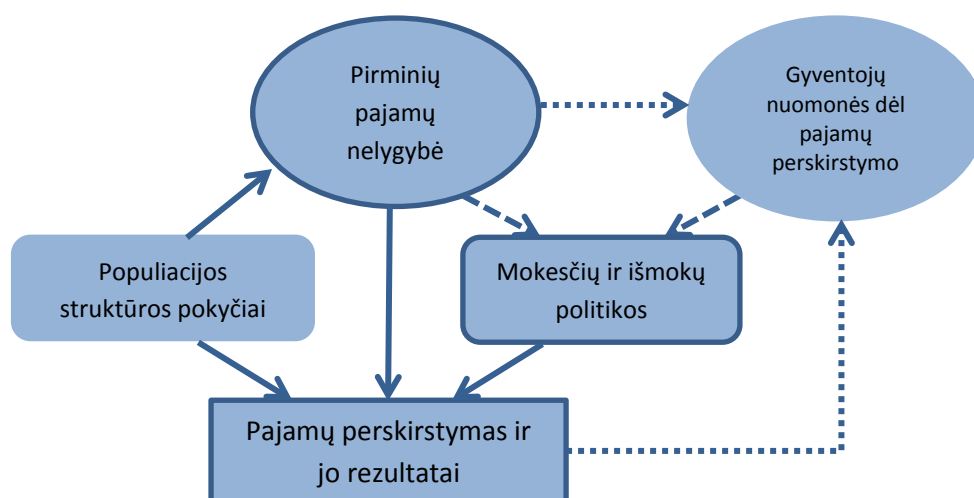 Pirminių
pajamų
nelygybė
Gyventojų
nuomonės dėl
pajamų
perskirstymo
Populiacijos
struktūros pokyčiai
Mokesčių ir išmokų
politikos
Pajamų perskirstymas ir
jo rezultatai